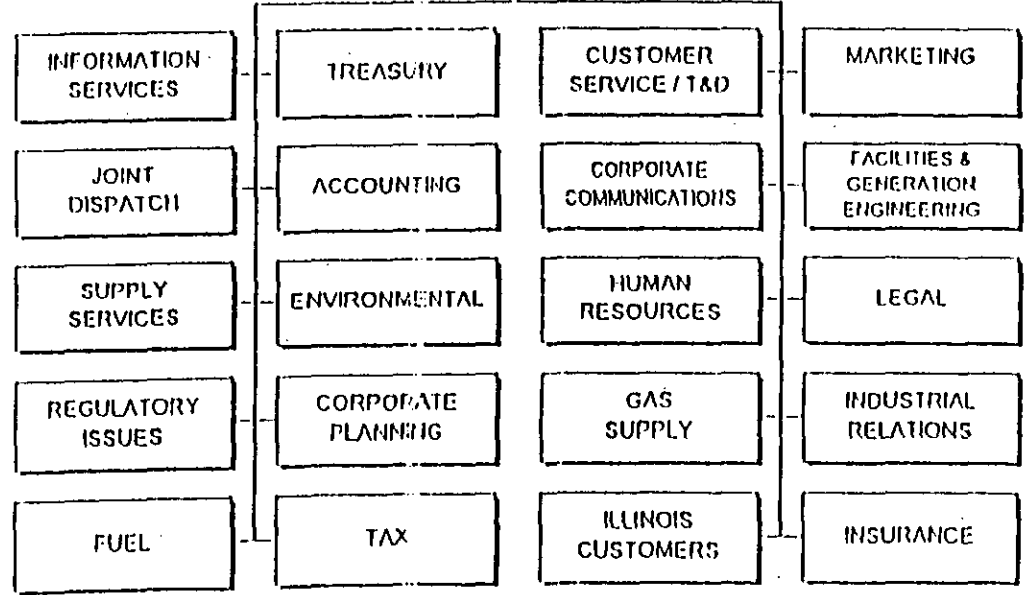 INFORMATION
SERVICES
TREASURY
CUSTOMER
SERVICE / T&D
MARKETING
JOINT
DISPATCH
ACCOUNTING
CORPORATE
COMMUNICATIONS
FACILITIES &
GENERATION
ENGINEERING
SUPPLY
SERVICES
ENVIRONMENTAL
HUMAN
RESOURCES
LEGAL
REGULATORY
ISSUES
CORPORATE
PLANNING
GAS
SUPPLY
INDUSTRIAL
RELATIONS
FUEL
TAX
ILLINOIS
CUSTOMERS
INSURANCE